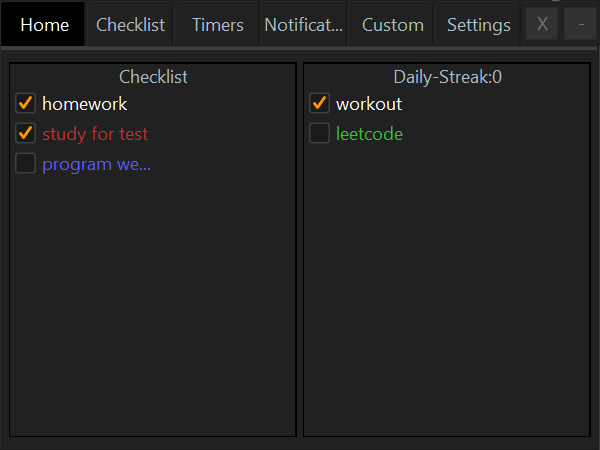 Home Checklist Timers Notificat... Custom Settings X -
Checklist
homework
study for test
program we...
Daily-Streak:0
workout
leetcode